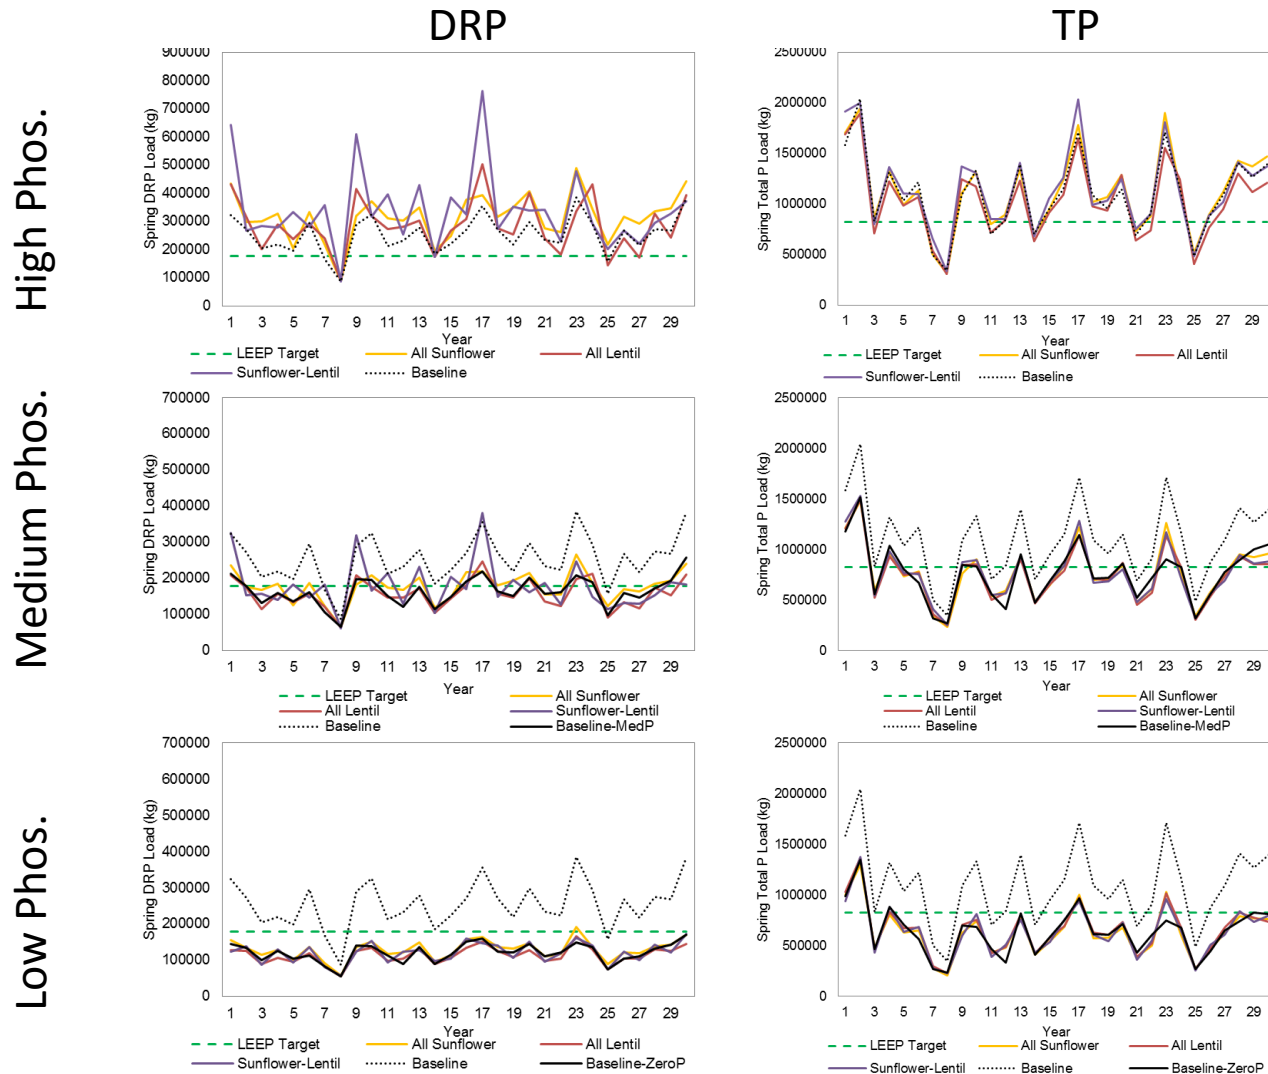 DRP
TP
High Phos.
Spring DRP Load (kg)
900000
800000
700000
600000
500000
400000
300000
200000
100000
0
1 3 5 7 9 11 13 15 17 19 21 23 25 27 29
Year
LEEP Target All Sunflower All Lentil
Sunflower-Lentil Baseline
Spring Total P Load (kg)
2500000
2000000
1500000
1000000
500000
0
1 3 5 7 9 11 13 15 17 19 21 23 25 27 29
Year
LEEP Target All Sunflower All Lentil
Sunflower-Lentil Baseline
Medium Phos.
Spring DRP Load (kg)
700000
600000
500000
400000
300000
200000
100000
0
1 3 5 7 9 11 13 15 17 19 21 23 25 27 29
Year
LEEP Target All Sunflower
All Lentil Sunflower-Lentil
Baseline Baseline-MedP
Spring Total P Load (kg)
2500000
2000000
1500000
1000000
500000
0
1 3 5 7 9 11 13 15 17 19 21 23 25 27 29
Year
LEEP Target All Sunflower
All Lentil Sunflower-Lentil
Baseline Baseline-MedP
Low Phos.
Spring DRP Load (kg)
700000
600000
500000
400000
300000
200000
100000
0
1 3 5 7 9 11 13 15 17 19 21 23 25 27 29
Year
LEEP Target All Sunflower All Lentil
Sunflower-Lentil Baseline Baseline-ZeroP
Spring Total P Load (kg)
2500000
2000000
1500000
1000000
500000
0
1 3 5 7 9 11 13 15 17 19 21 23 25 27 29
Year
LEEP Target All Sunflower All Lentil
Sunflower-Lentil Baseline Baseline-ZeroP